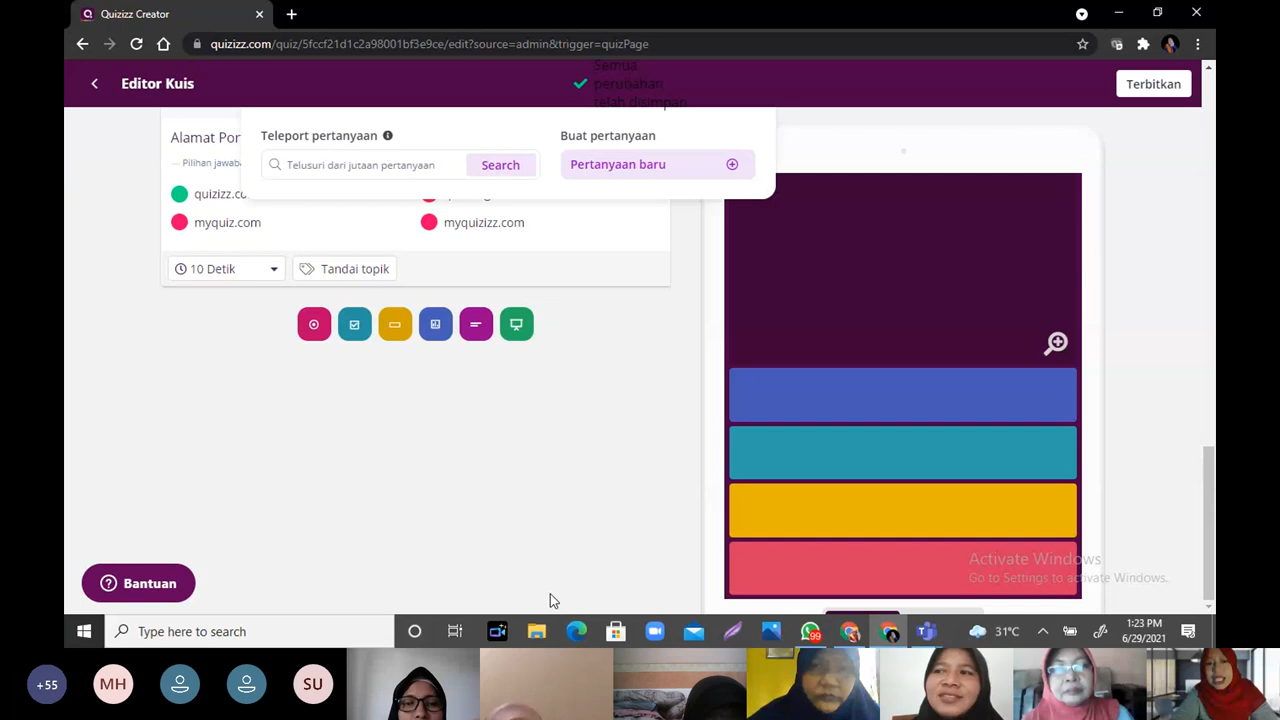 Quizizz Creator
quizizz.com/quiz/5fccf21d1c2a98001bf3e9ce/edit?source=admin&trigger=quizPage
Editor Kuis
Semua
perubahan
telah disimpan
Terbitkan
Alamat Por
Teleport pertanyaan
Buat pertanyaan
Pilihan jawaba
Telusuri dari jutaan pertanyaan
Search
Pertanyaan baru
quizizz.co
myquiz.com
myquizizz.com
10 Detik
Tandai topik
Activate Windows
Go to Settings to activate Windows.
Bantuan
Type here to search
99
31°C
1:23 PM
6/29/2021
+55
MH
SU